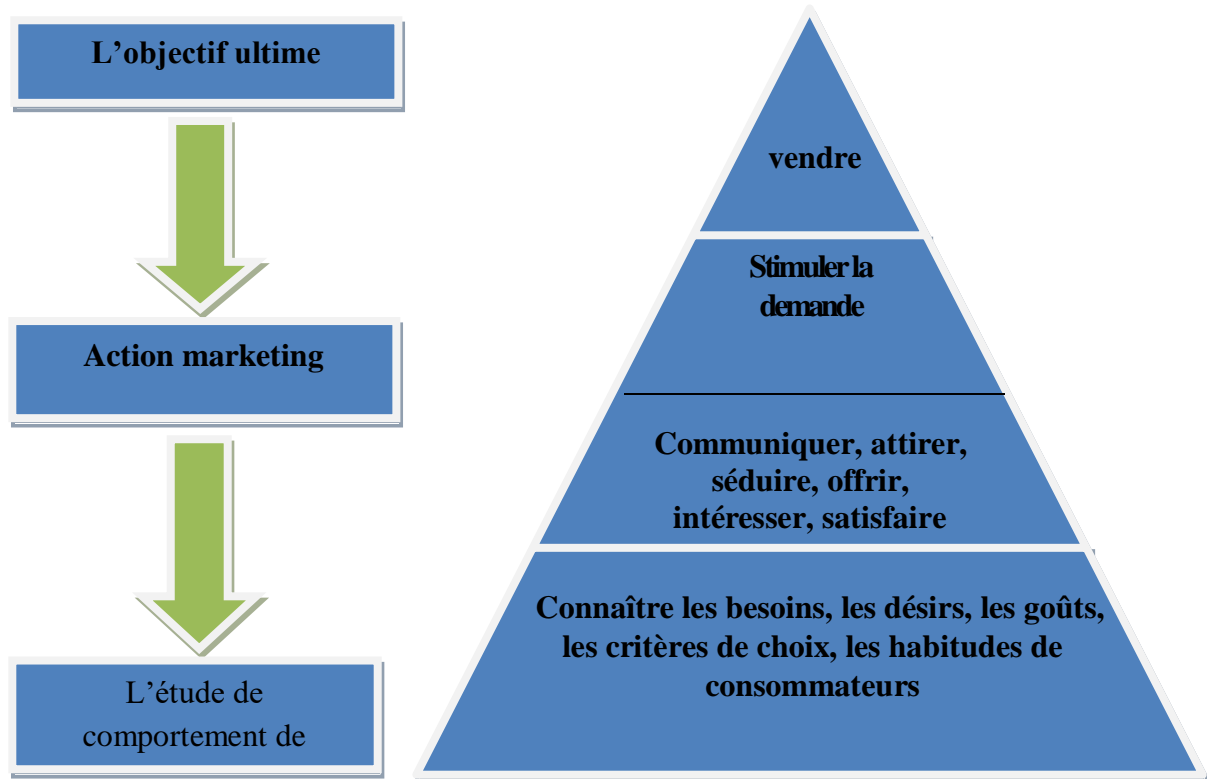 L’objectif ultime
vendre
Stimuler la
demande
Action marketing
Communiquer, attirer,
séduire, offrir,
intéresser, satisfaire
Connaître les besoins, les désirs, les goûts,
les critères de choix, les habitudes de
consommateurs
L’étude de
comportement de